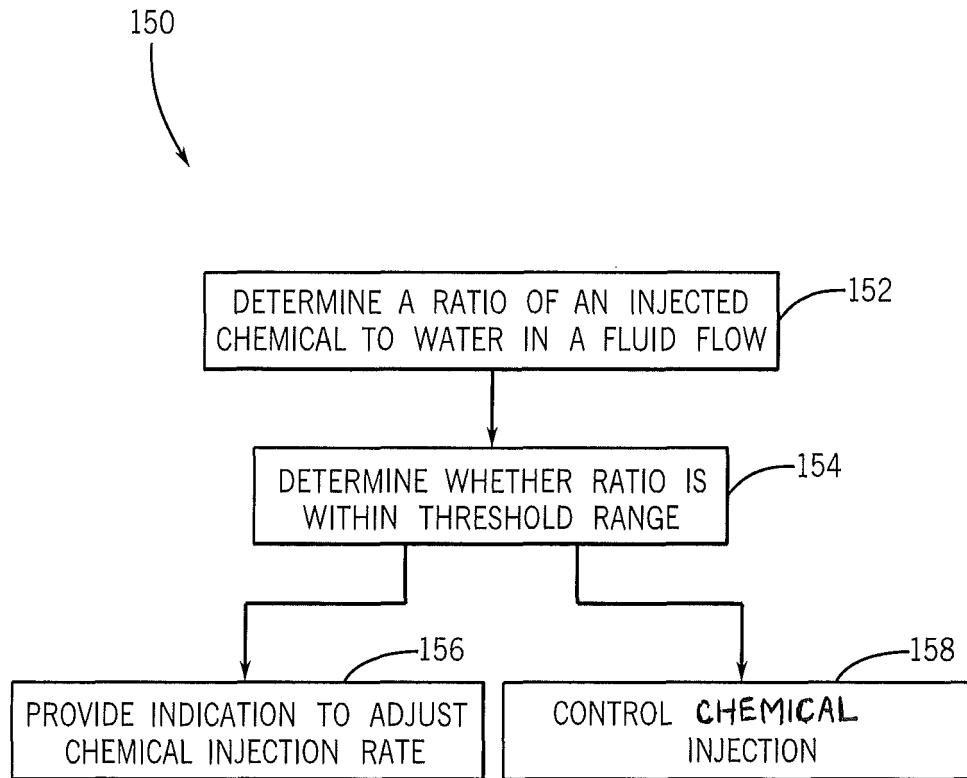 150
DETERMINE A RATIO OF AN INJECTED
CHEMICAL TO WATER IN A FLUID FLOW
152
DETERMINE WHETHER RATIO IS
WITHIN THRESHOLD RANGE
154
PROVIDE INDICATION TO ADJUST
CHEMICAL INJECTION RATE
156
CONTROL CHEMICAL
INJECTION
158